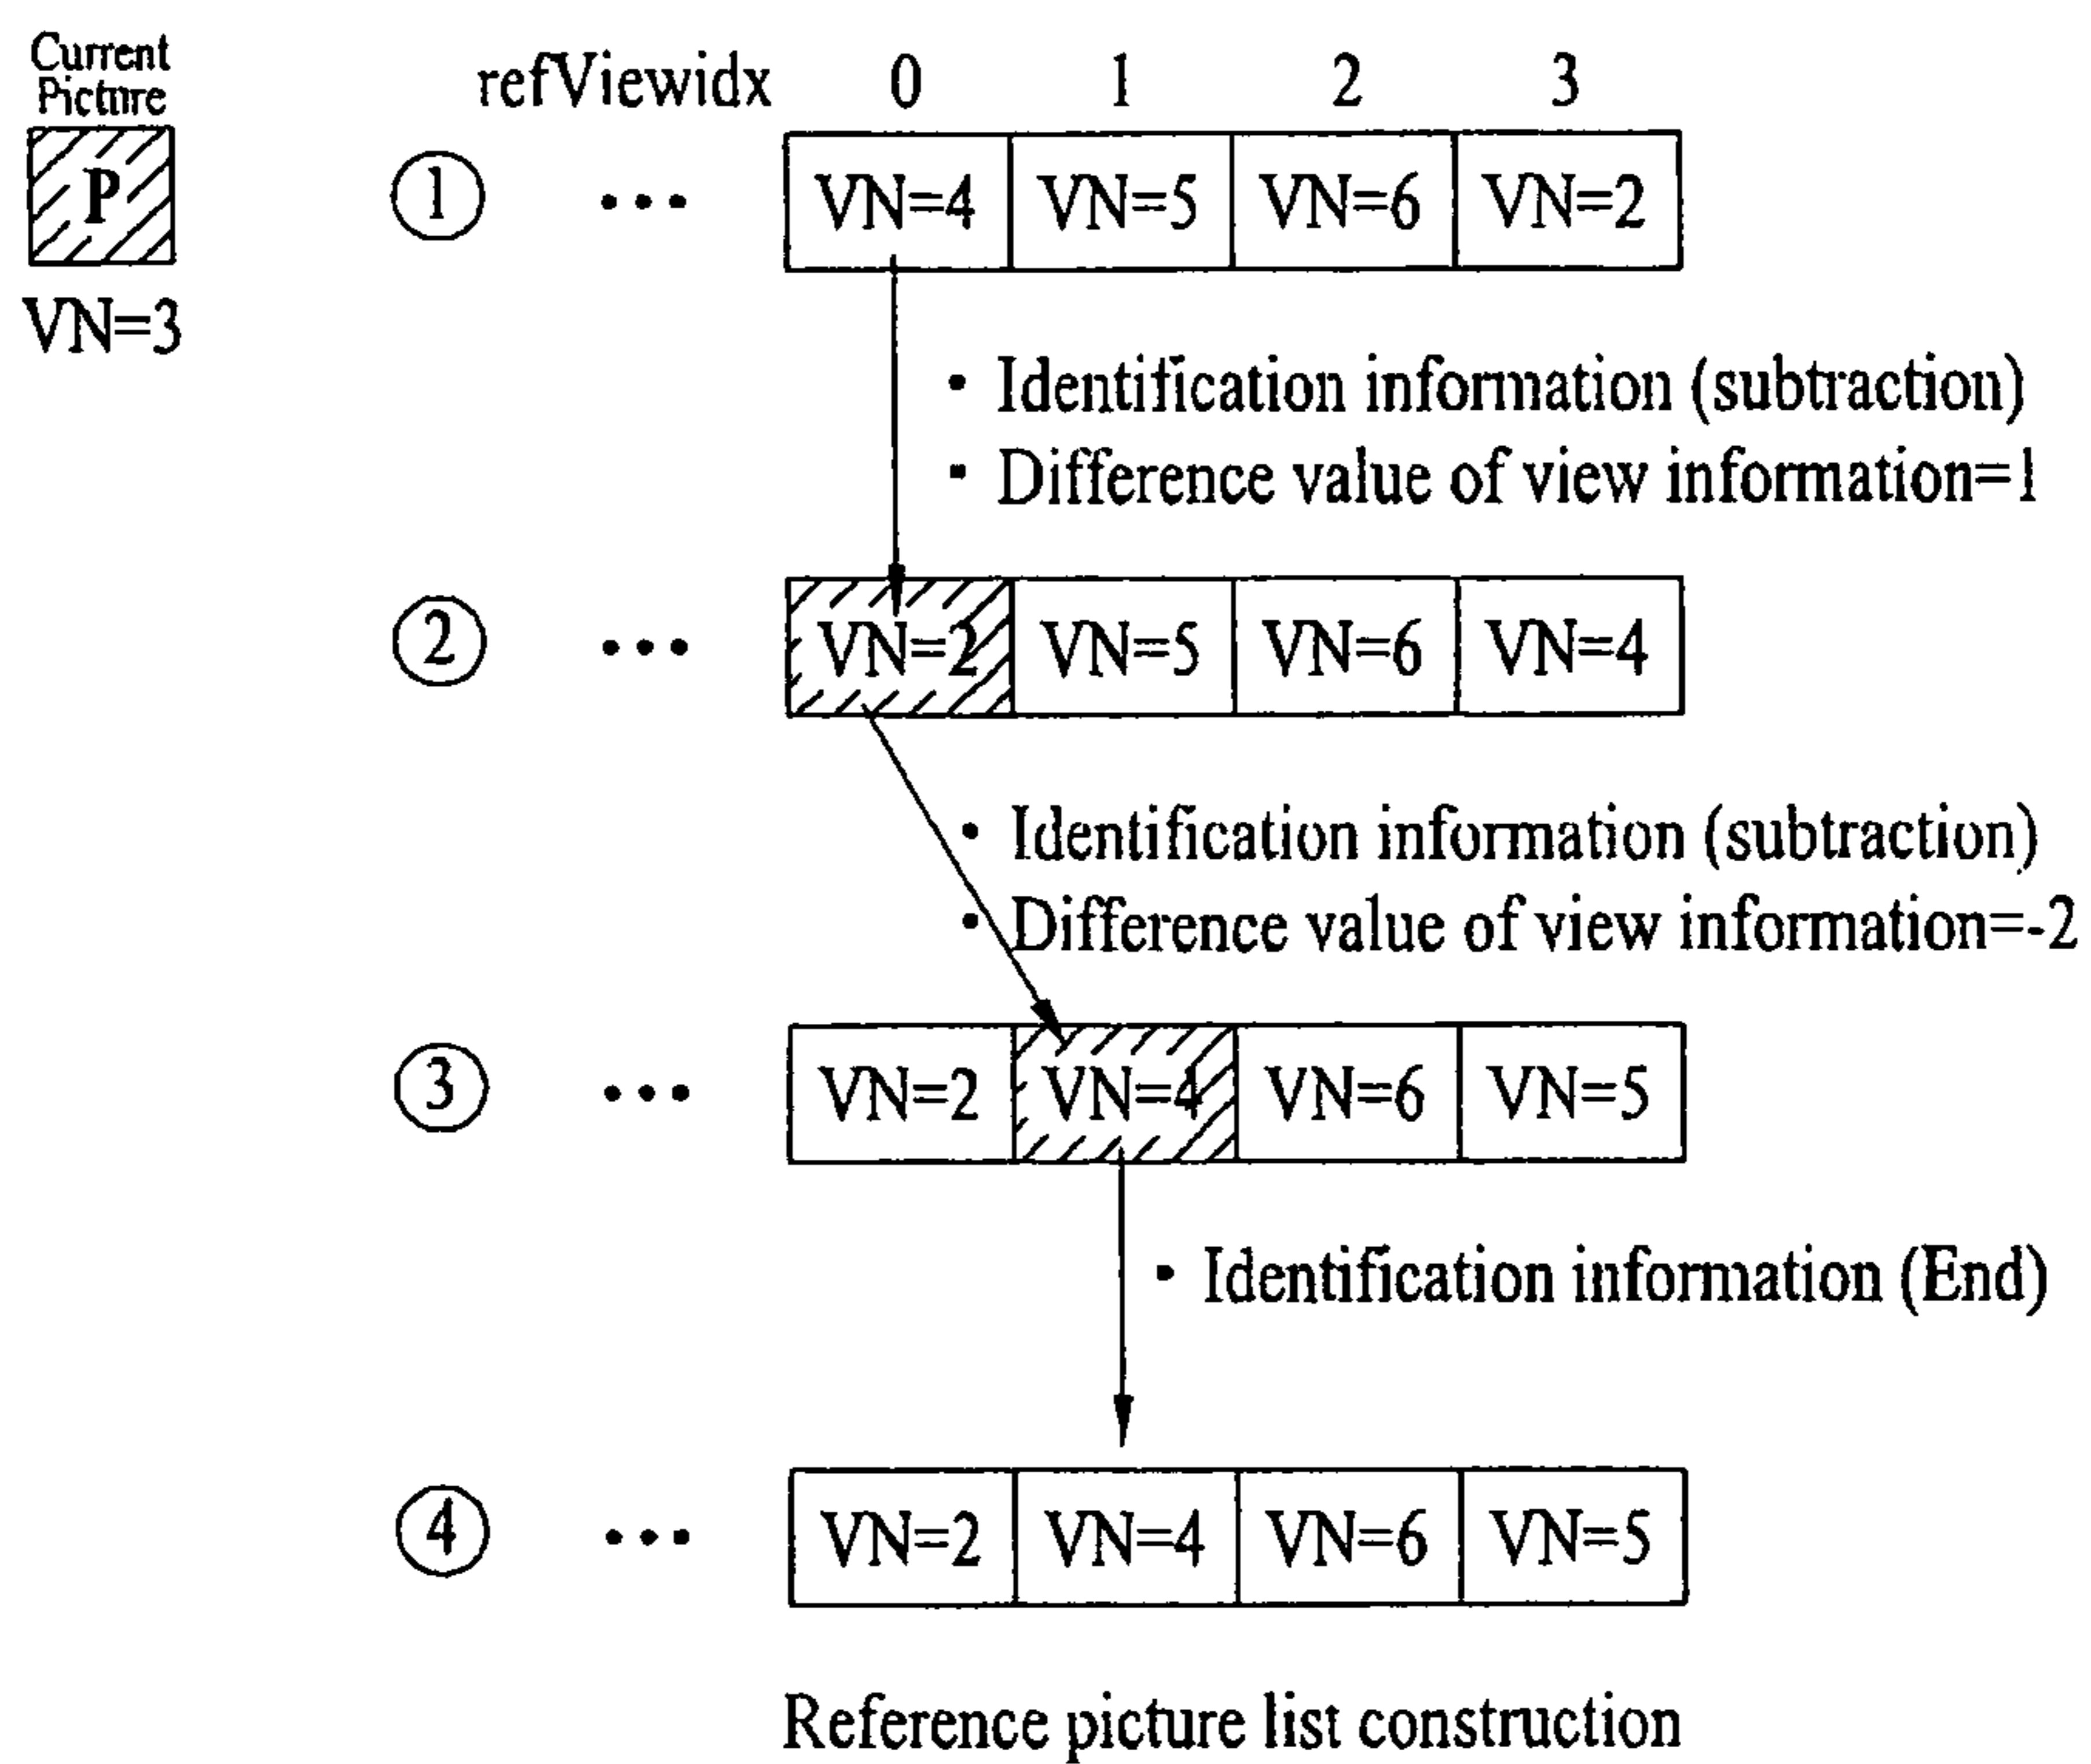 Current
Picture
P
VN=3
refViewidx 0 1 2 3
① ••• VN=4 VN=5 VN=6 VN=2
• Identification information (subtraction)
• Difference value of view information=1
② ••• VN=2 VN=5 VN=6 VN=4
• Identification information (subtraction)
• Difference value of view information=-2
③ ••• VN=2 VN=4 VN=6 VN=5
• Identification information (End)
④ ••• VN=2 VN=4 VN=6 VN=5
Reference picture list construction